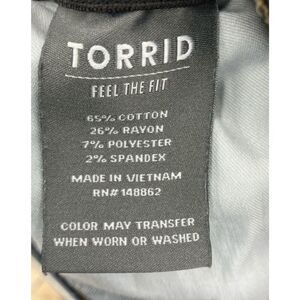 TORRID
FEEL THE FIT
65% COTTON
26% RAYON
7% POLYESTER
2% SPANDEX
MADE IN VIETNAM
RN# 148862
COLOR MAY TRANSFER
WHEN WORN OR WASHED